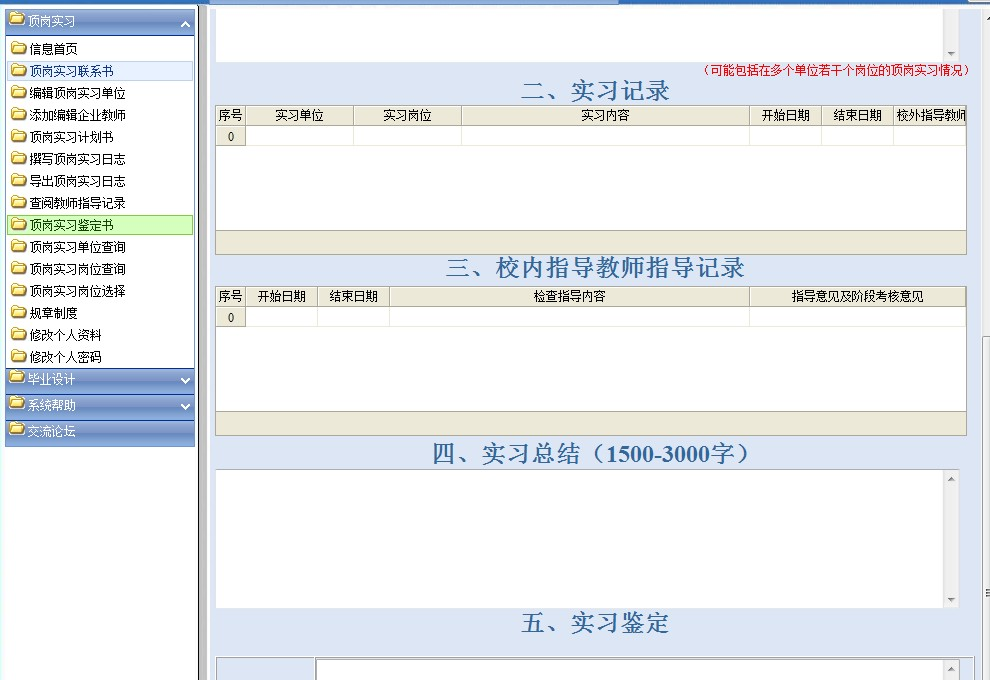 顶岗实习
信息首页
顶岗实习联系书
编辑顶岗实习单位
添加编辑企业教师
顶岗实习计划书
撰写顶岗实习日志
导出顶岗实习日志
查阅教师指导记录
顶岗实习鉴定书
顶岗实习单位查询
顶岗实习岗位查询
顶岗实习岗位选择
规章制度
修改个人资料
修改个人密码
毕业设计
系统帮助
交流论坛
（可能包括在多个单位若干个岗位的顶岗实习情况）
二、实习记录
序号 实习单位 实习岗位 实习内容 开始日期 结束日期 校外指导教师
0
三、校内指导教师指导记录
序号 开始日期 结束日期 检查指导内容 指导意见及阶段考核意见
0
四、实习总结（1500-3000字）
五、实习鉴定